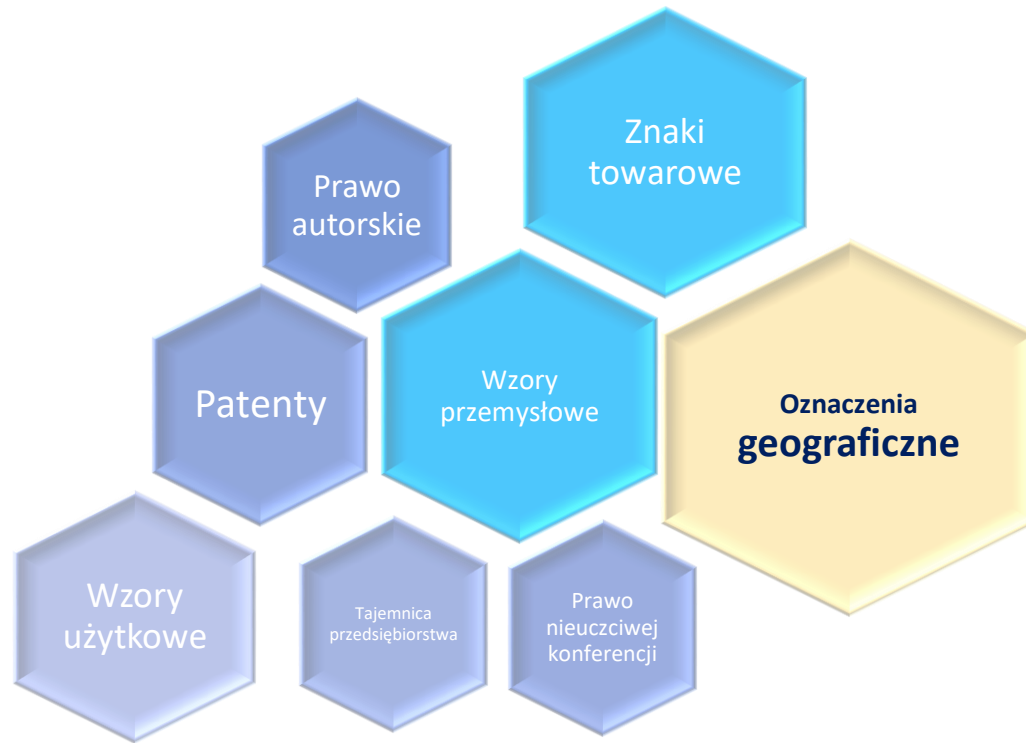 Znaki
towarowe
Prawo
autorskie
Patenty
Wzory
przemysłowe
Oznaczenia
geograficzne
Wzory
użytkowe
Tajemnica
przedsiębiorstwa
Prawo
nieuczciwej
konferencji